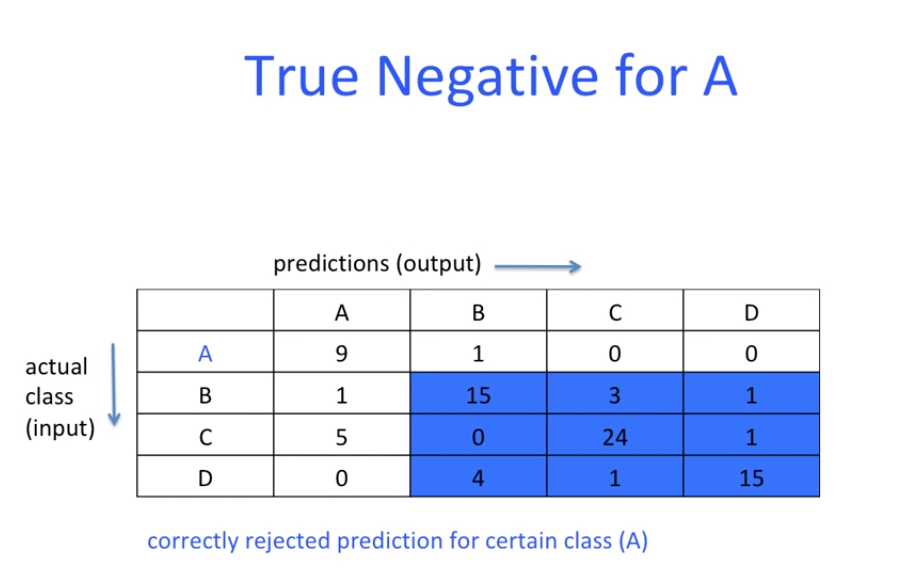 True Negative for A
predictions (output)
A B C D
actual
class
(input)
A 9 1 0 0
B 1 15 3 1
C 5 0 24 1
D 0 4 1 15
correctly rejected prediction for certain class (A)